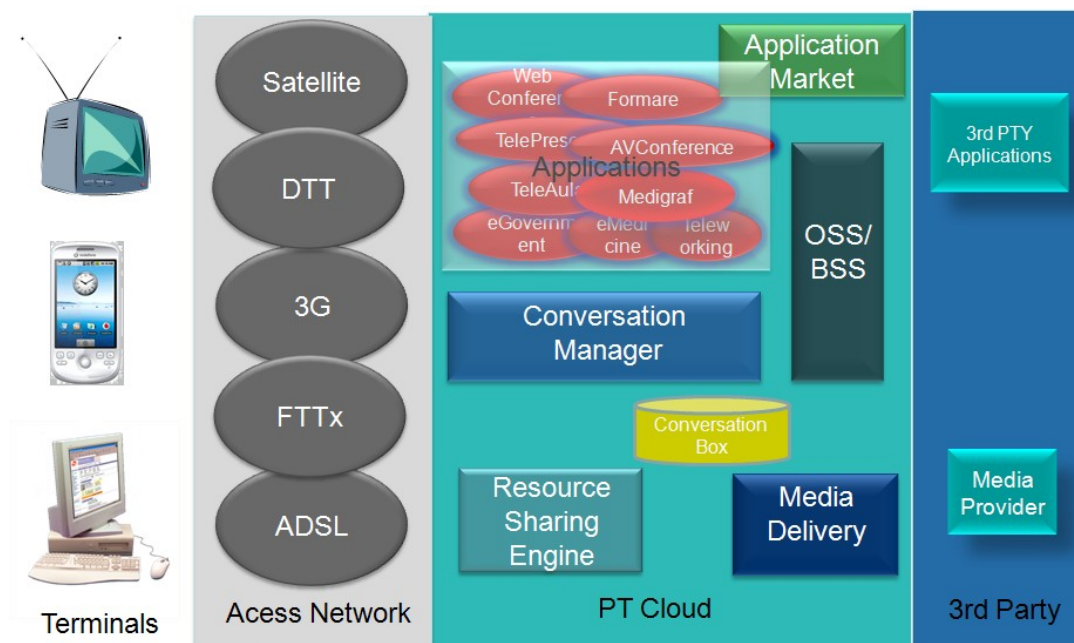 Satellite
DTT
3G
FTTx
ADSL
Web
Conferen
Formare
TelePrese
AVConference
Applications
TeleAula
Medigraf
eGovernm
ent
eMedi
cine
Telew
orking
Application
Market
OSS/
BSS
Conversation
Manager
Conversation
Box
Resource
Sharing
Engine
Media
Delivery
3rd PTY
Applications
Media
Provider
Terminals
Acess Network
PT Cloud
3rd Party